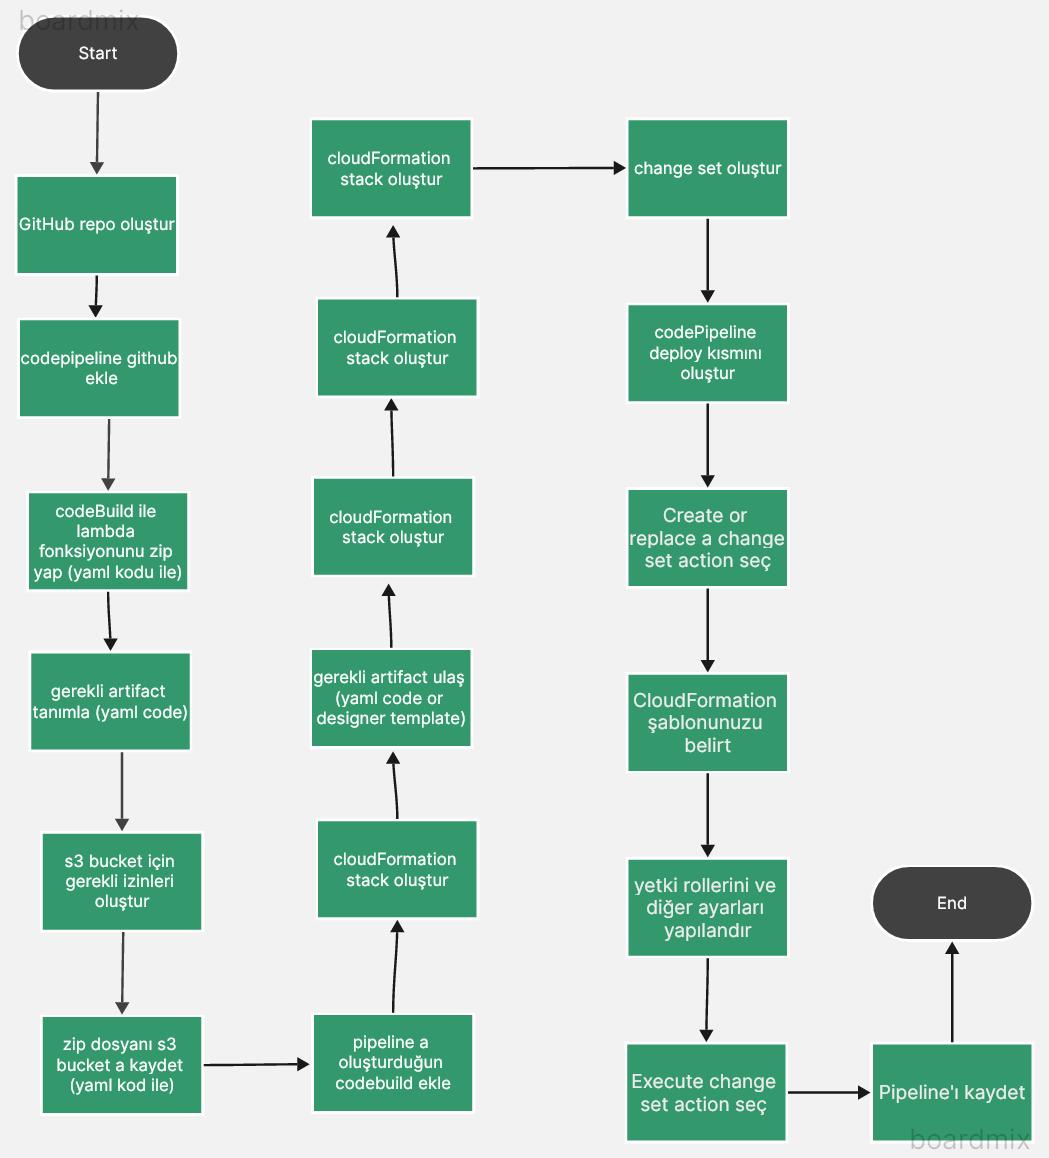 boardmix
Start
GitHub repo oluştur
codepipeline github
ekle
codeBuild ile
lambda
fonksiyonunu zip
yap (yaml kodu ile)
gerekli artifact
tanımla (yaml code)
s3 bucket için
gerekli izinleri
oluştur
zip dosyanı s3
bucket a kaydet
(yaml kod ile)
pipeline a
oluşturduğun
codebuild ekle
cloudFormation
stack oluştur
gerekli artifact ulaş
(yaml code or
designer template)
cloudFormation
stack oluştur
cloudFormation
stack oluştur
cloudFormation
stack oluştur
change set oluştur
codePipeline
deploy kısmını
oluştur
Create or
replace a change
set action seç
CloudFormation
şablonunuzu
belirt
yetki rollerini ve
diğer ayarları
yapılandır
Execute change
set action seç
Pipeline'ı kaydet
End
boardmix